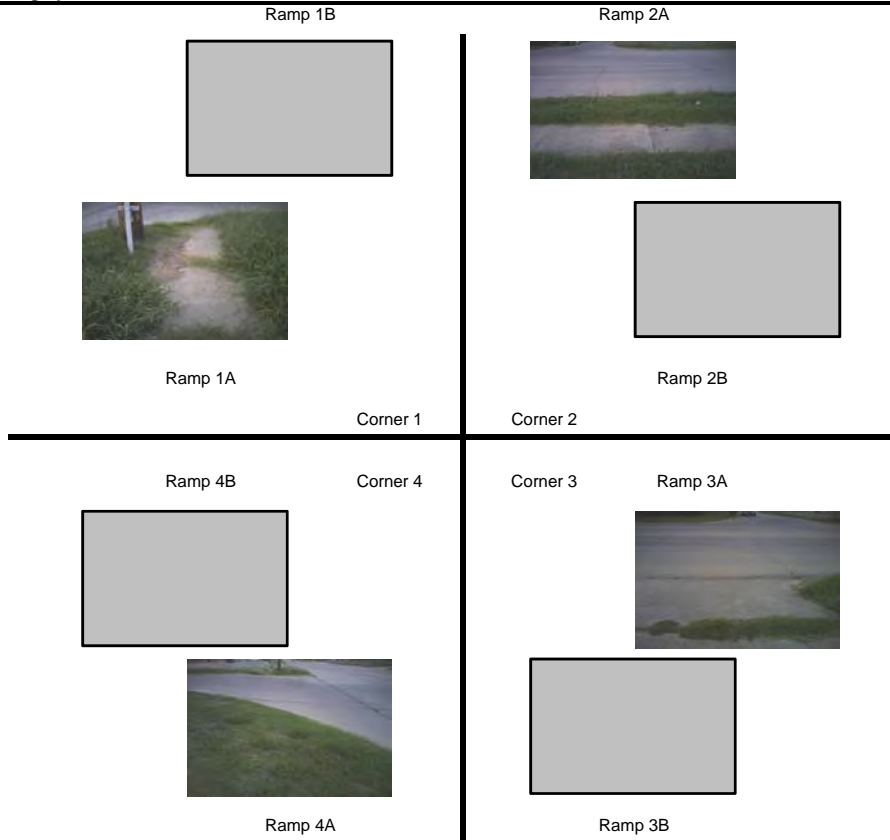 Ramp 1B
Ramp 2A
Ramp 1A
Ramp 2B
Corner 1
Corner 2
Ramp 4B
Corner 4
Corner 3
Ramp 3A
Ramp 4A
Ramp 3B